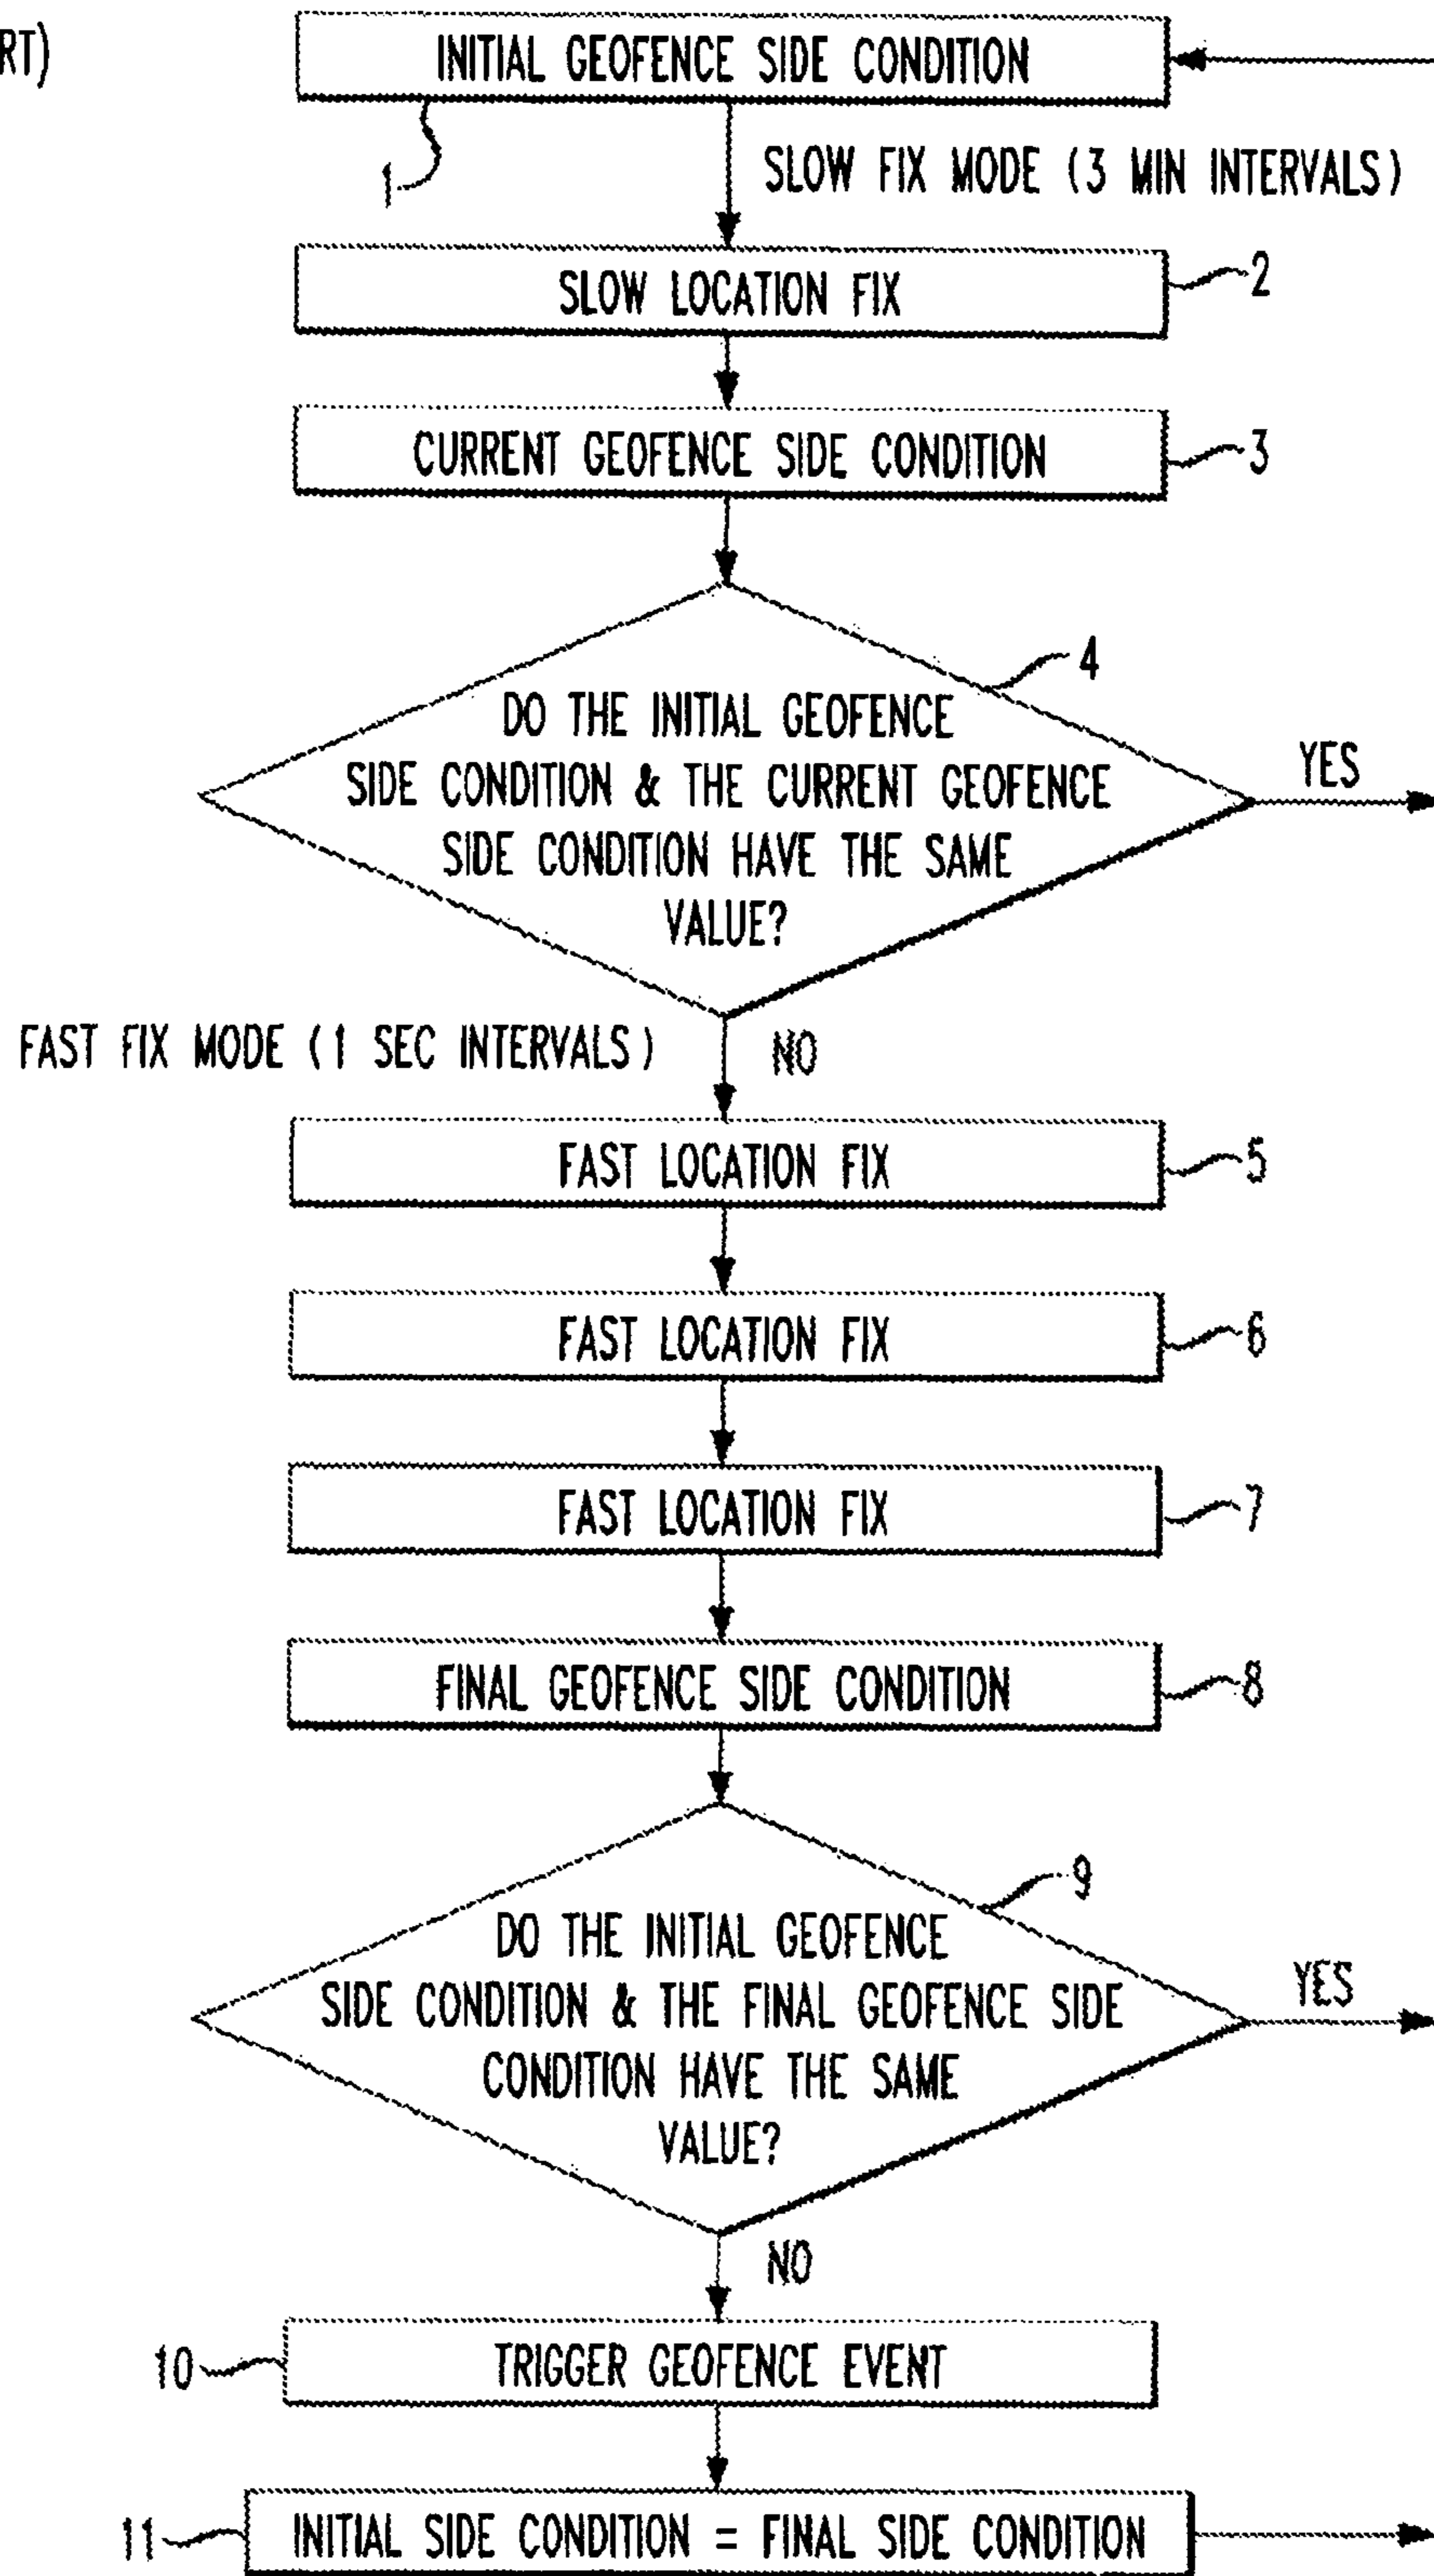 RT)
INITIAL GEOFENCE SIDE CONDITION
1
SLOW FIX MODE (3 MIN INTERVALS)
SLOW LOCATION FIX
2
CURRENT GEOFENCE SIDE CONDITION
3
4
DO THE INITIAL GEOFENCE
SIDE CONDITION & THE CURRENT GEOFENCE
SIDE CONDITION HAVE THE SAME
VALUE?
YES
FAST FIX MODE (1 SEC INTERVALS)
NO
FAST LOCATION FIX
5
FAST LOCATION FIX
6
FAST LOCATION FIX
7
FINAL GEOFENCE SIDE CONDITION
8
9
DO THE INITIAL GEOFENCE
SIDE CONDITION & THE FINAL GEOFENCE SIDE
CONDITION HAVE THE SAME
VALUE?
YES
NO
10
TRIGGER GEOFENCE EVENT
11
INITIAL SIDE CONDITION = FINAL SIDE CONDITION